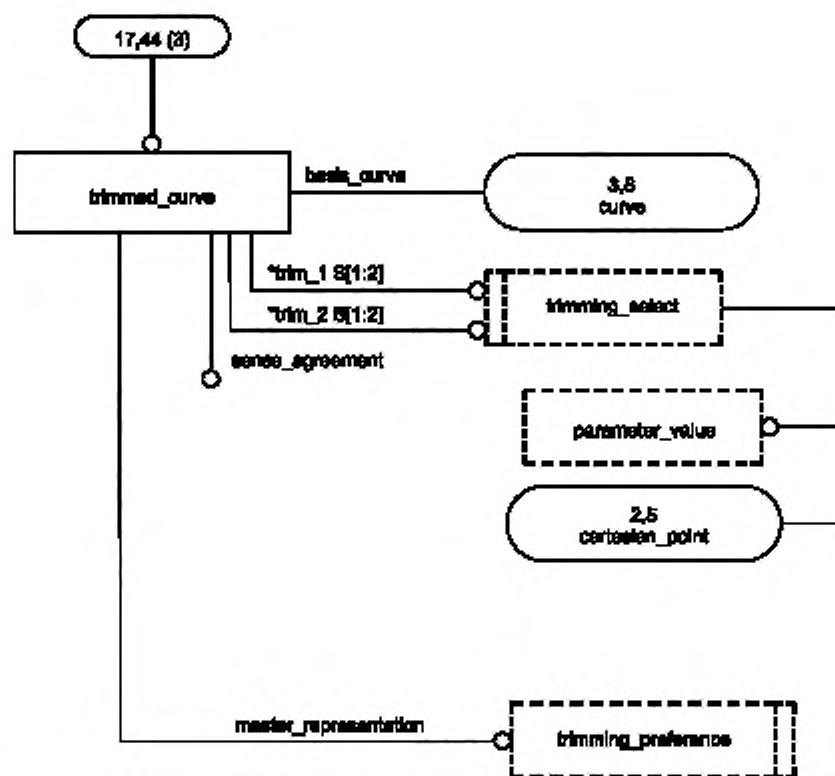 17,44 (3)
trimmed_curve
basis_curve
3,8
curve
*trim_1 S[1:2]
*trim_2 S[1:2]
trimming_select
sense_agreement
parameter_value
2,5
cartesian_point
master_representation
trimming_preference